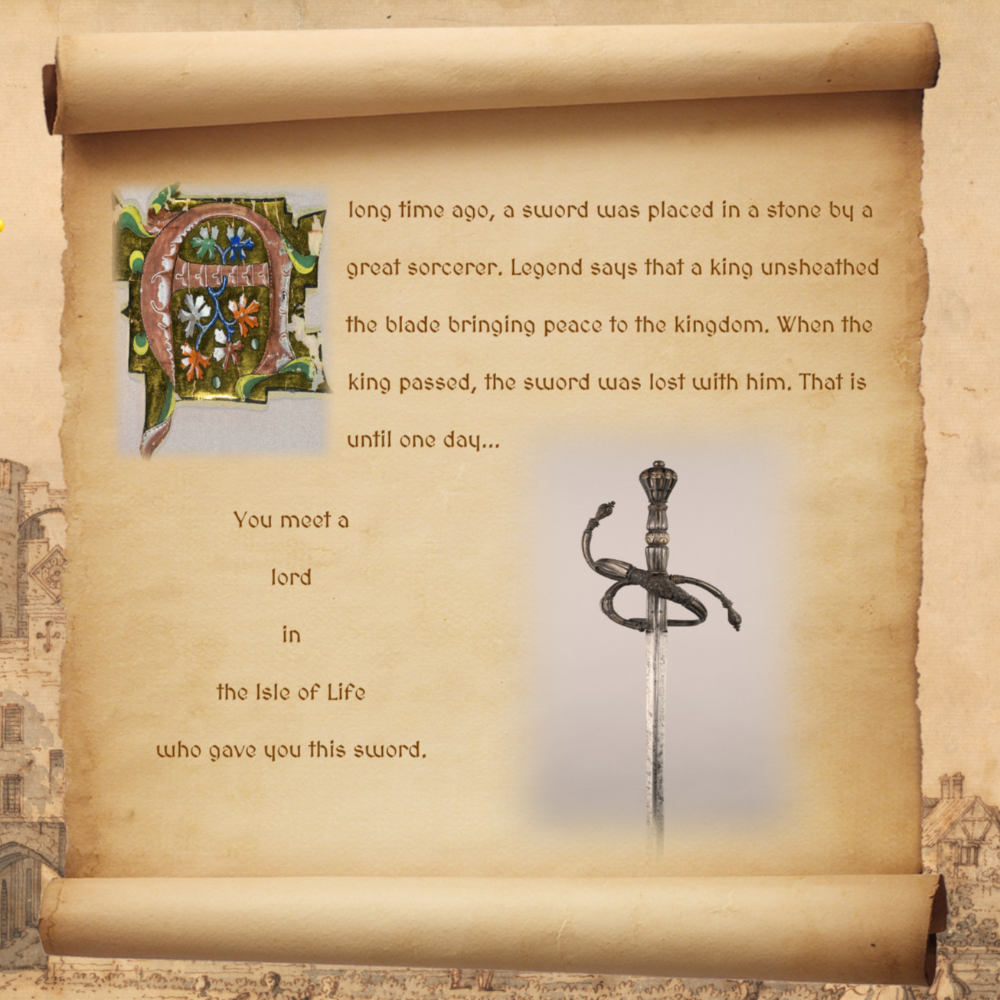 A long time ago, a sword was placed in a stone by a
great sorcerer. Legend says that a king unsheathed
the blade bringing peace to the kingdom. When the
king passed, the sword was lost with him. That is
until one day...
You meet a
lord
in
the Isle of Life
who gave you this sword.